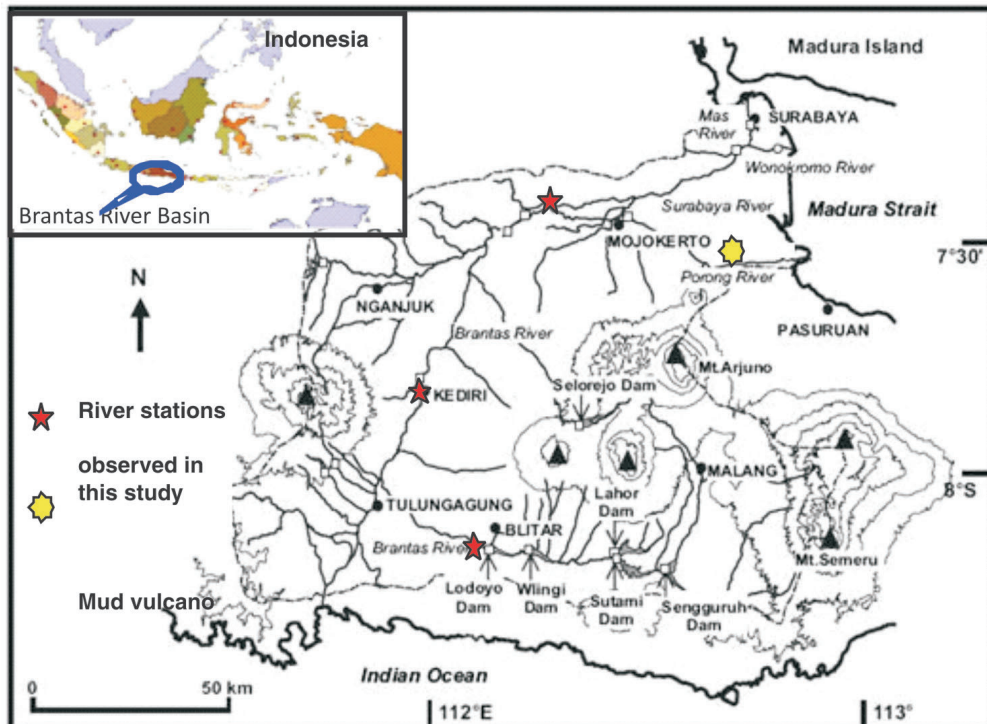 Indonesia
Brantas River Basin
Madura Island
Mas
River
SURABAYA
Wonokromo River
Surabaya River
Madura Strait
MOJOKERTO
7°30'
Porong River
N
NGANJUK
PASURUAN
Brantas River
Mt.Arjuno
Selorejo Dam
KEDIRI
River stations
observed in
this study
MALANG
8°S
Lahor
Dam
TULUNGAGUNG
BLITAR
Brantas River
Mt.Semeru
Lodoyo
Dam
Wlingi
Dam
Sutami
Dam
Sengguruh
Dam
Mud vulcano
Indian Ocean
0
50 km
112°E
113°